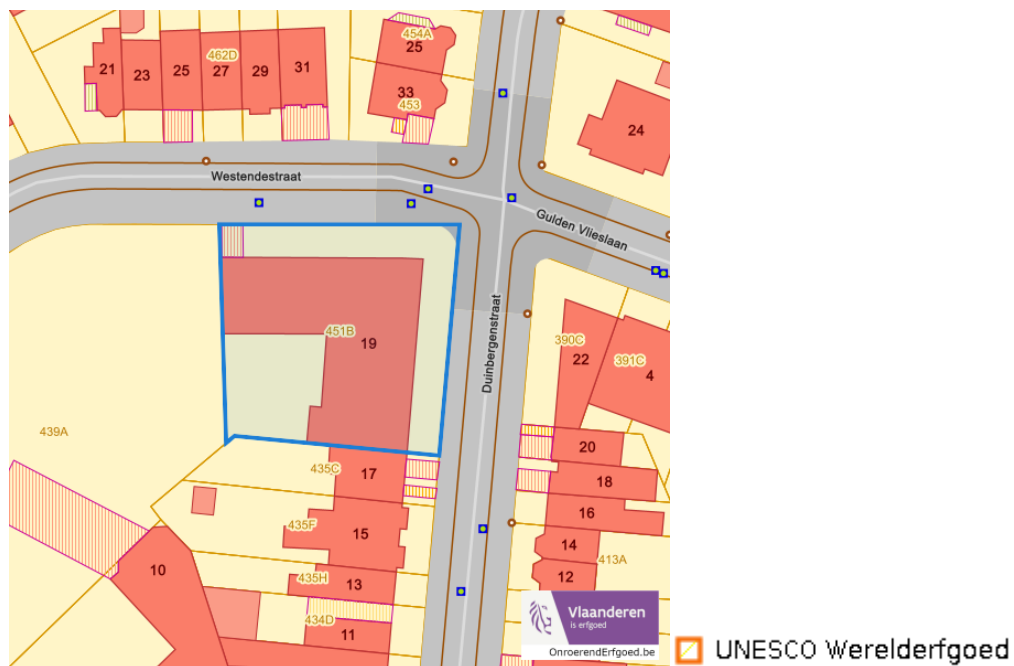 454A
25
462D
21
23
25
27
29
31
33
453
24
Westendestraat
Gulden Vlieslaan
Duinbergenstraat
451B
19
390C
22
391C
4
439A
20
435C
17
18
16
435F
15
14
413A
10
435H
13
12
434D
11
Vlaanderen
is erfgoed
OnroerendErfgoed.be
UNESCO Werelderfgoed